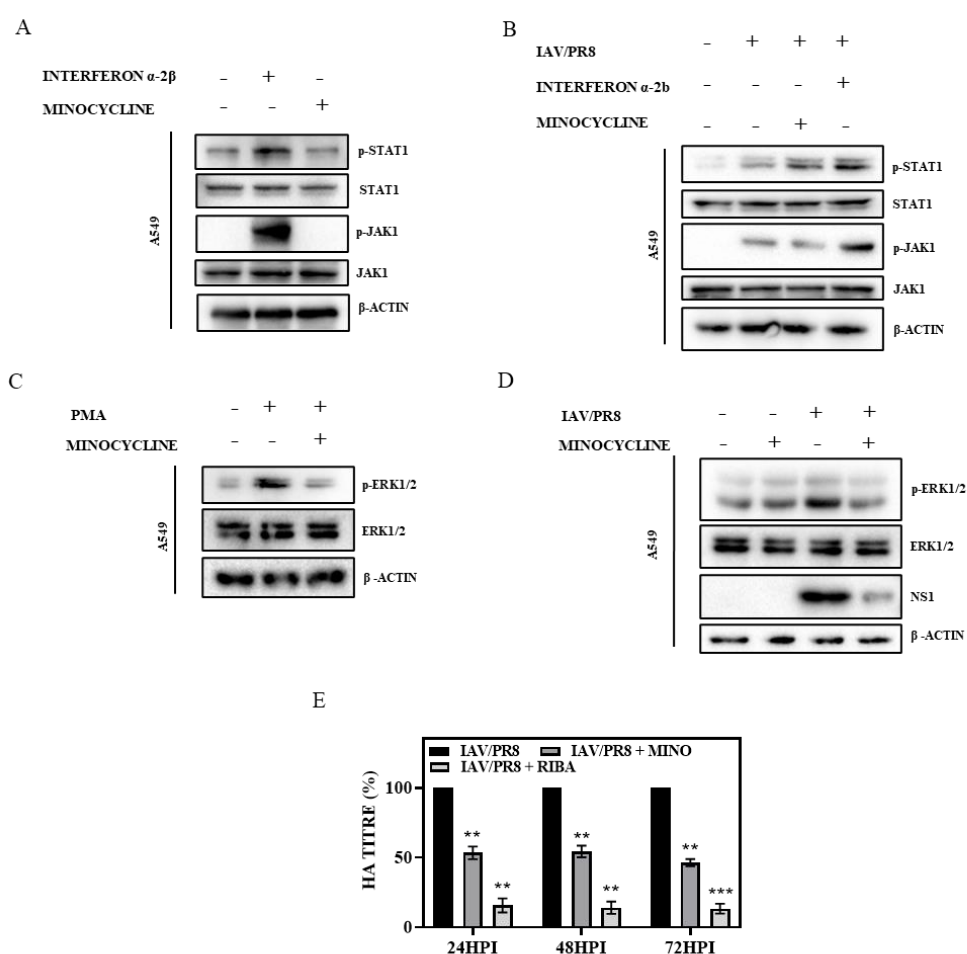 A
INTERFERON α-2β - + -
MINOCYCLINE - - +
A549
p-STAT1
STAT1
p-JAK1
JAK1
β-ACTIN
B
IAV/PR8 - + + +
INTERFERON α-2b - - - +
MINOCYCLINE - - + -
A549
p-STAT1
STAT1
p-JAK1
JAK1
β-ACTIN
C
PMA - + +
MINOCYCLINE - - +
A549
p-ERK1/2
ERK1/2
β -ACTIN
D
IAV/PR8 - - + +
MINOCYCLINE - + - +
A549
p-ERK1/2
ERK1/2
NS1
β -ACTIN
E
IAV/PR8 IAV/PR8 + MINO
IAV/PR8 + RIBA
HA TITRE (%)
100
50
0
** ** **
** ** ***
24HPI 48HPI 72HPI